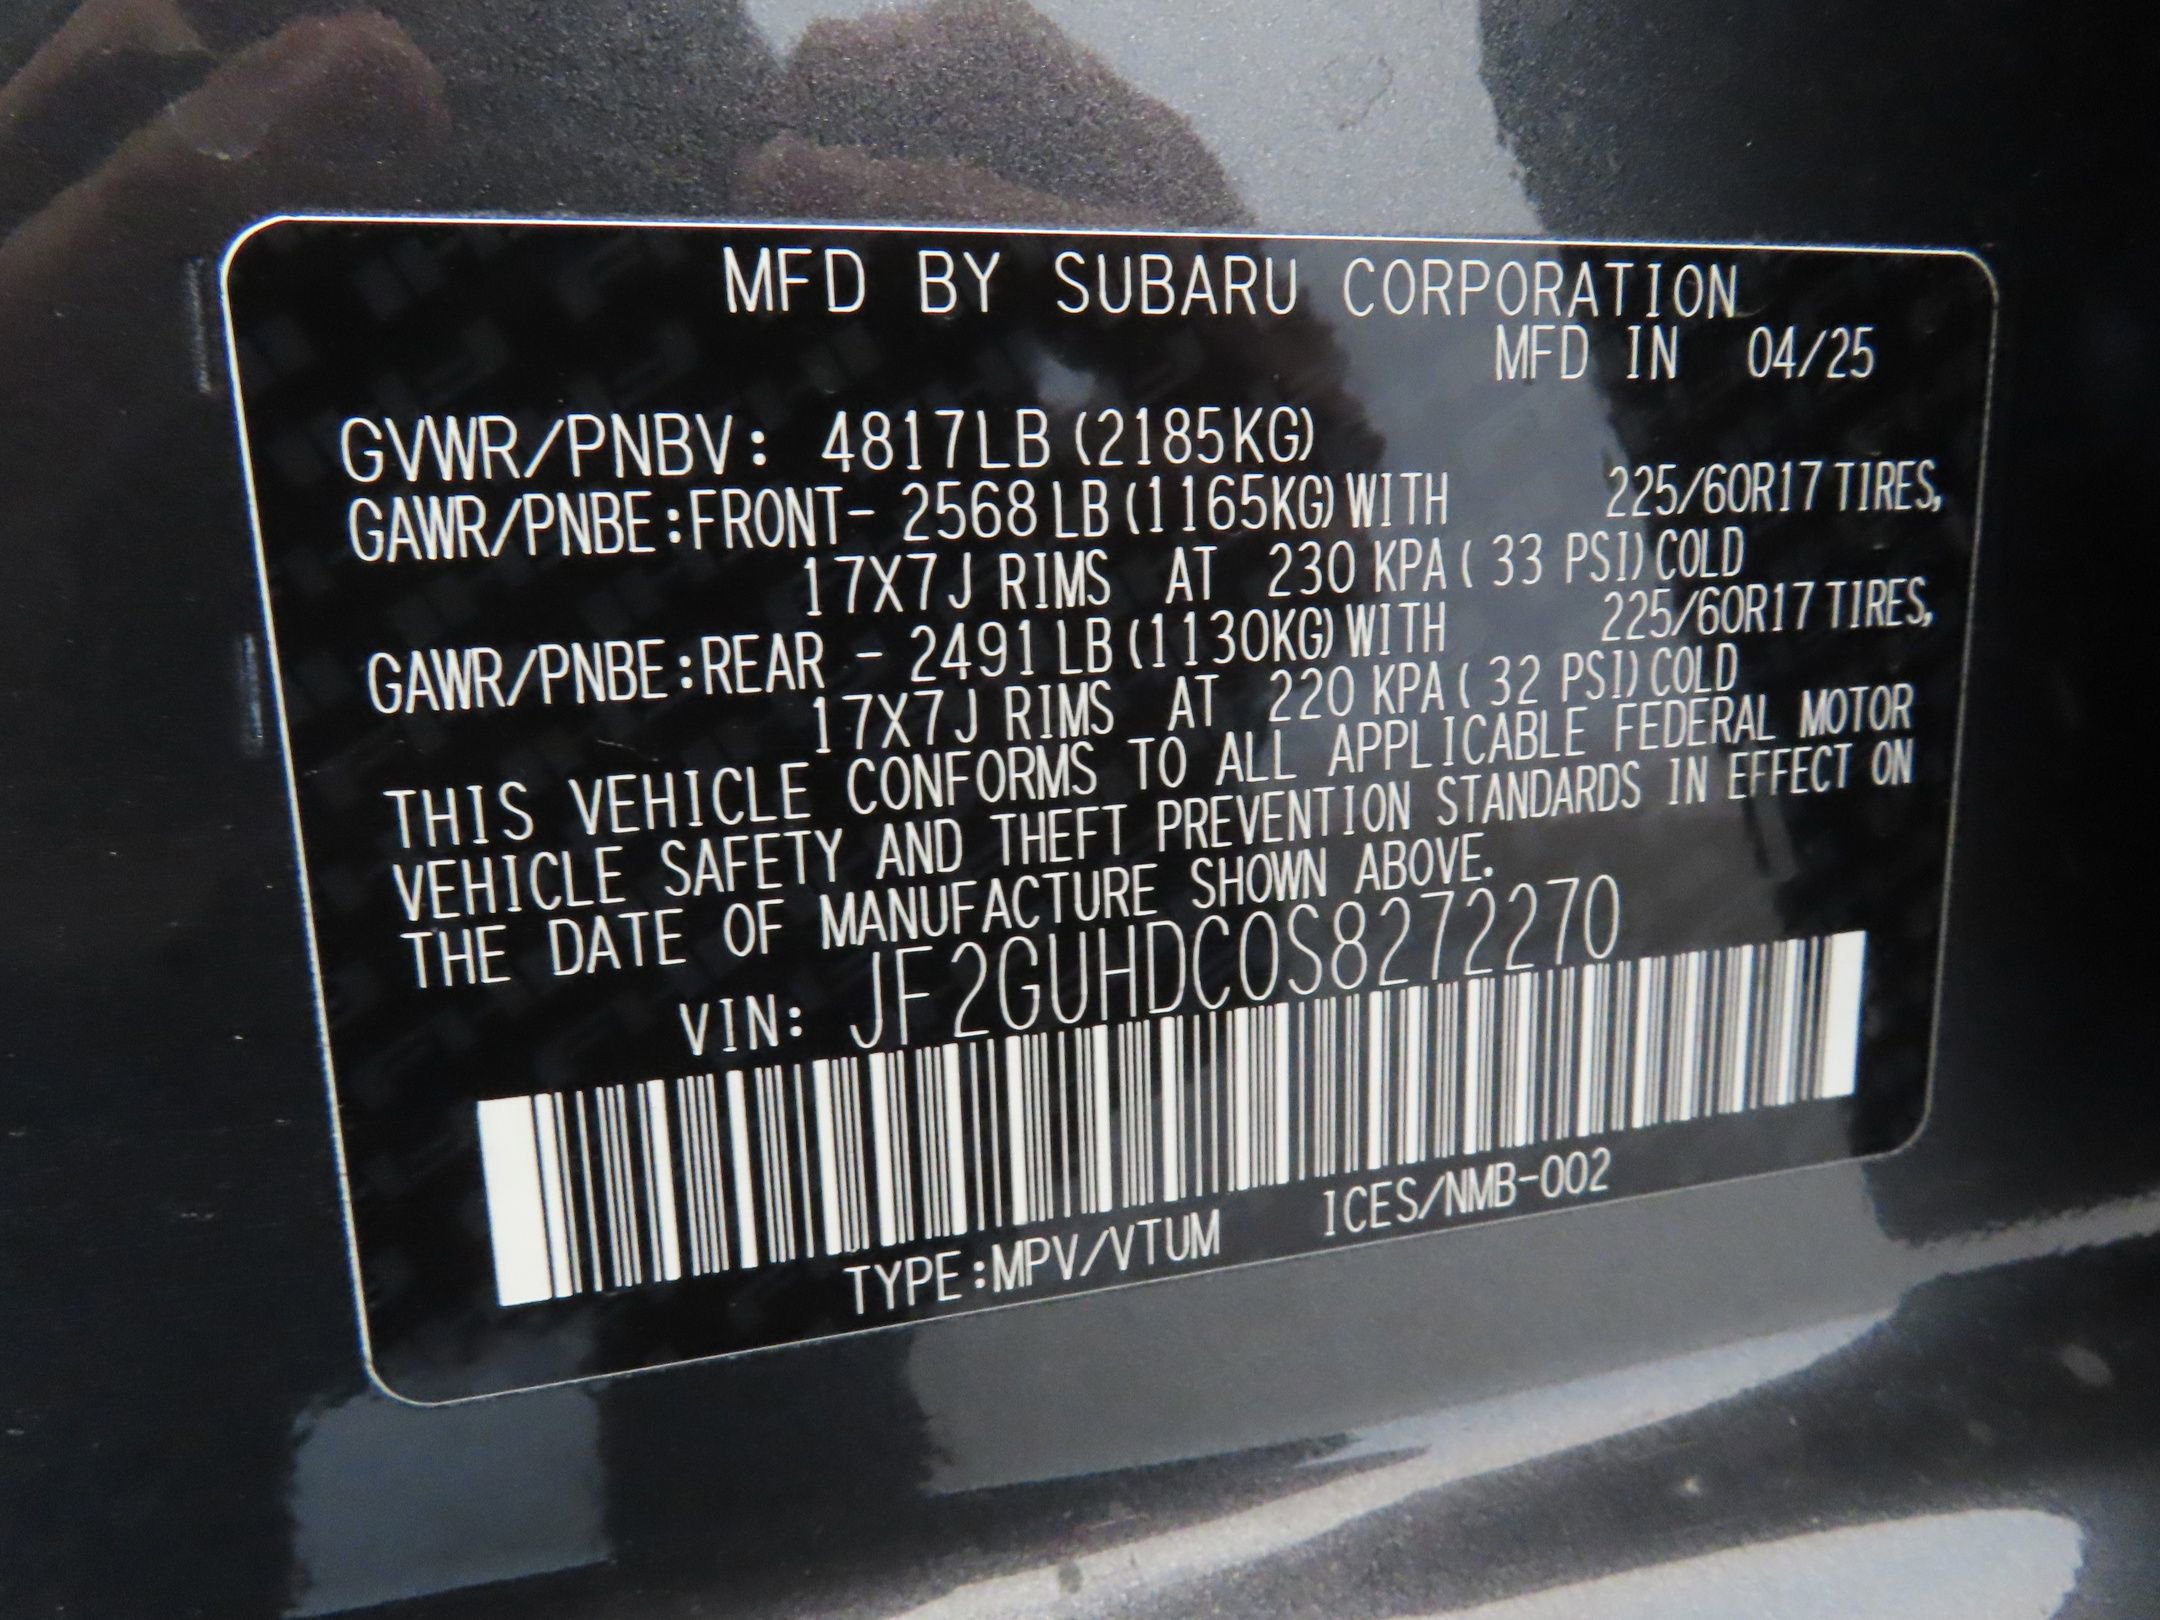 MFD BY SUBARU CORPORATION
MFD IN 04/25
GVWR/PNBV: 4817LB (2185KG)
GAWR/PNBE:FRONT- 2568 LB (1165KG) WITH 225/60R17 TIRES,
17X7J RIMS AT 230 KPA ( 33 PSI) COLD
GAWR/PNBE:REAR - 2491 LB (1130KG) WITH 225/60R17 TIRES,
17X7J RIMS AT 220 KPA ( 32 PSI) COLD
THIS VEHICLE CONFORMS TO ALL APPLICABLE FEDERAL MOTOR
VEHICLE SAFETY AND THEFT PREVENTION STANDARDS IN EFFECT ON
THE DATE OF MANUFACTURE SHOWN ABOVE.
VIN: JF2GUHDC0S8272270
TYPE:MPV/VTUM ICES/NMB-002